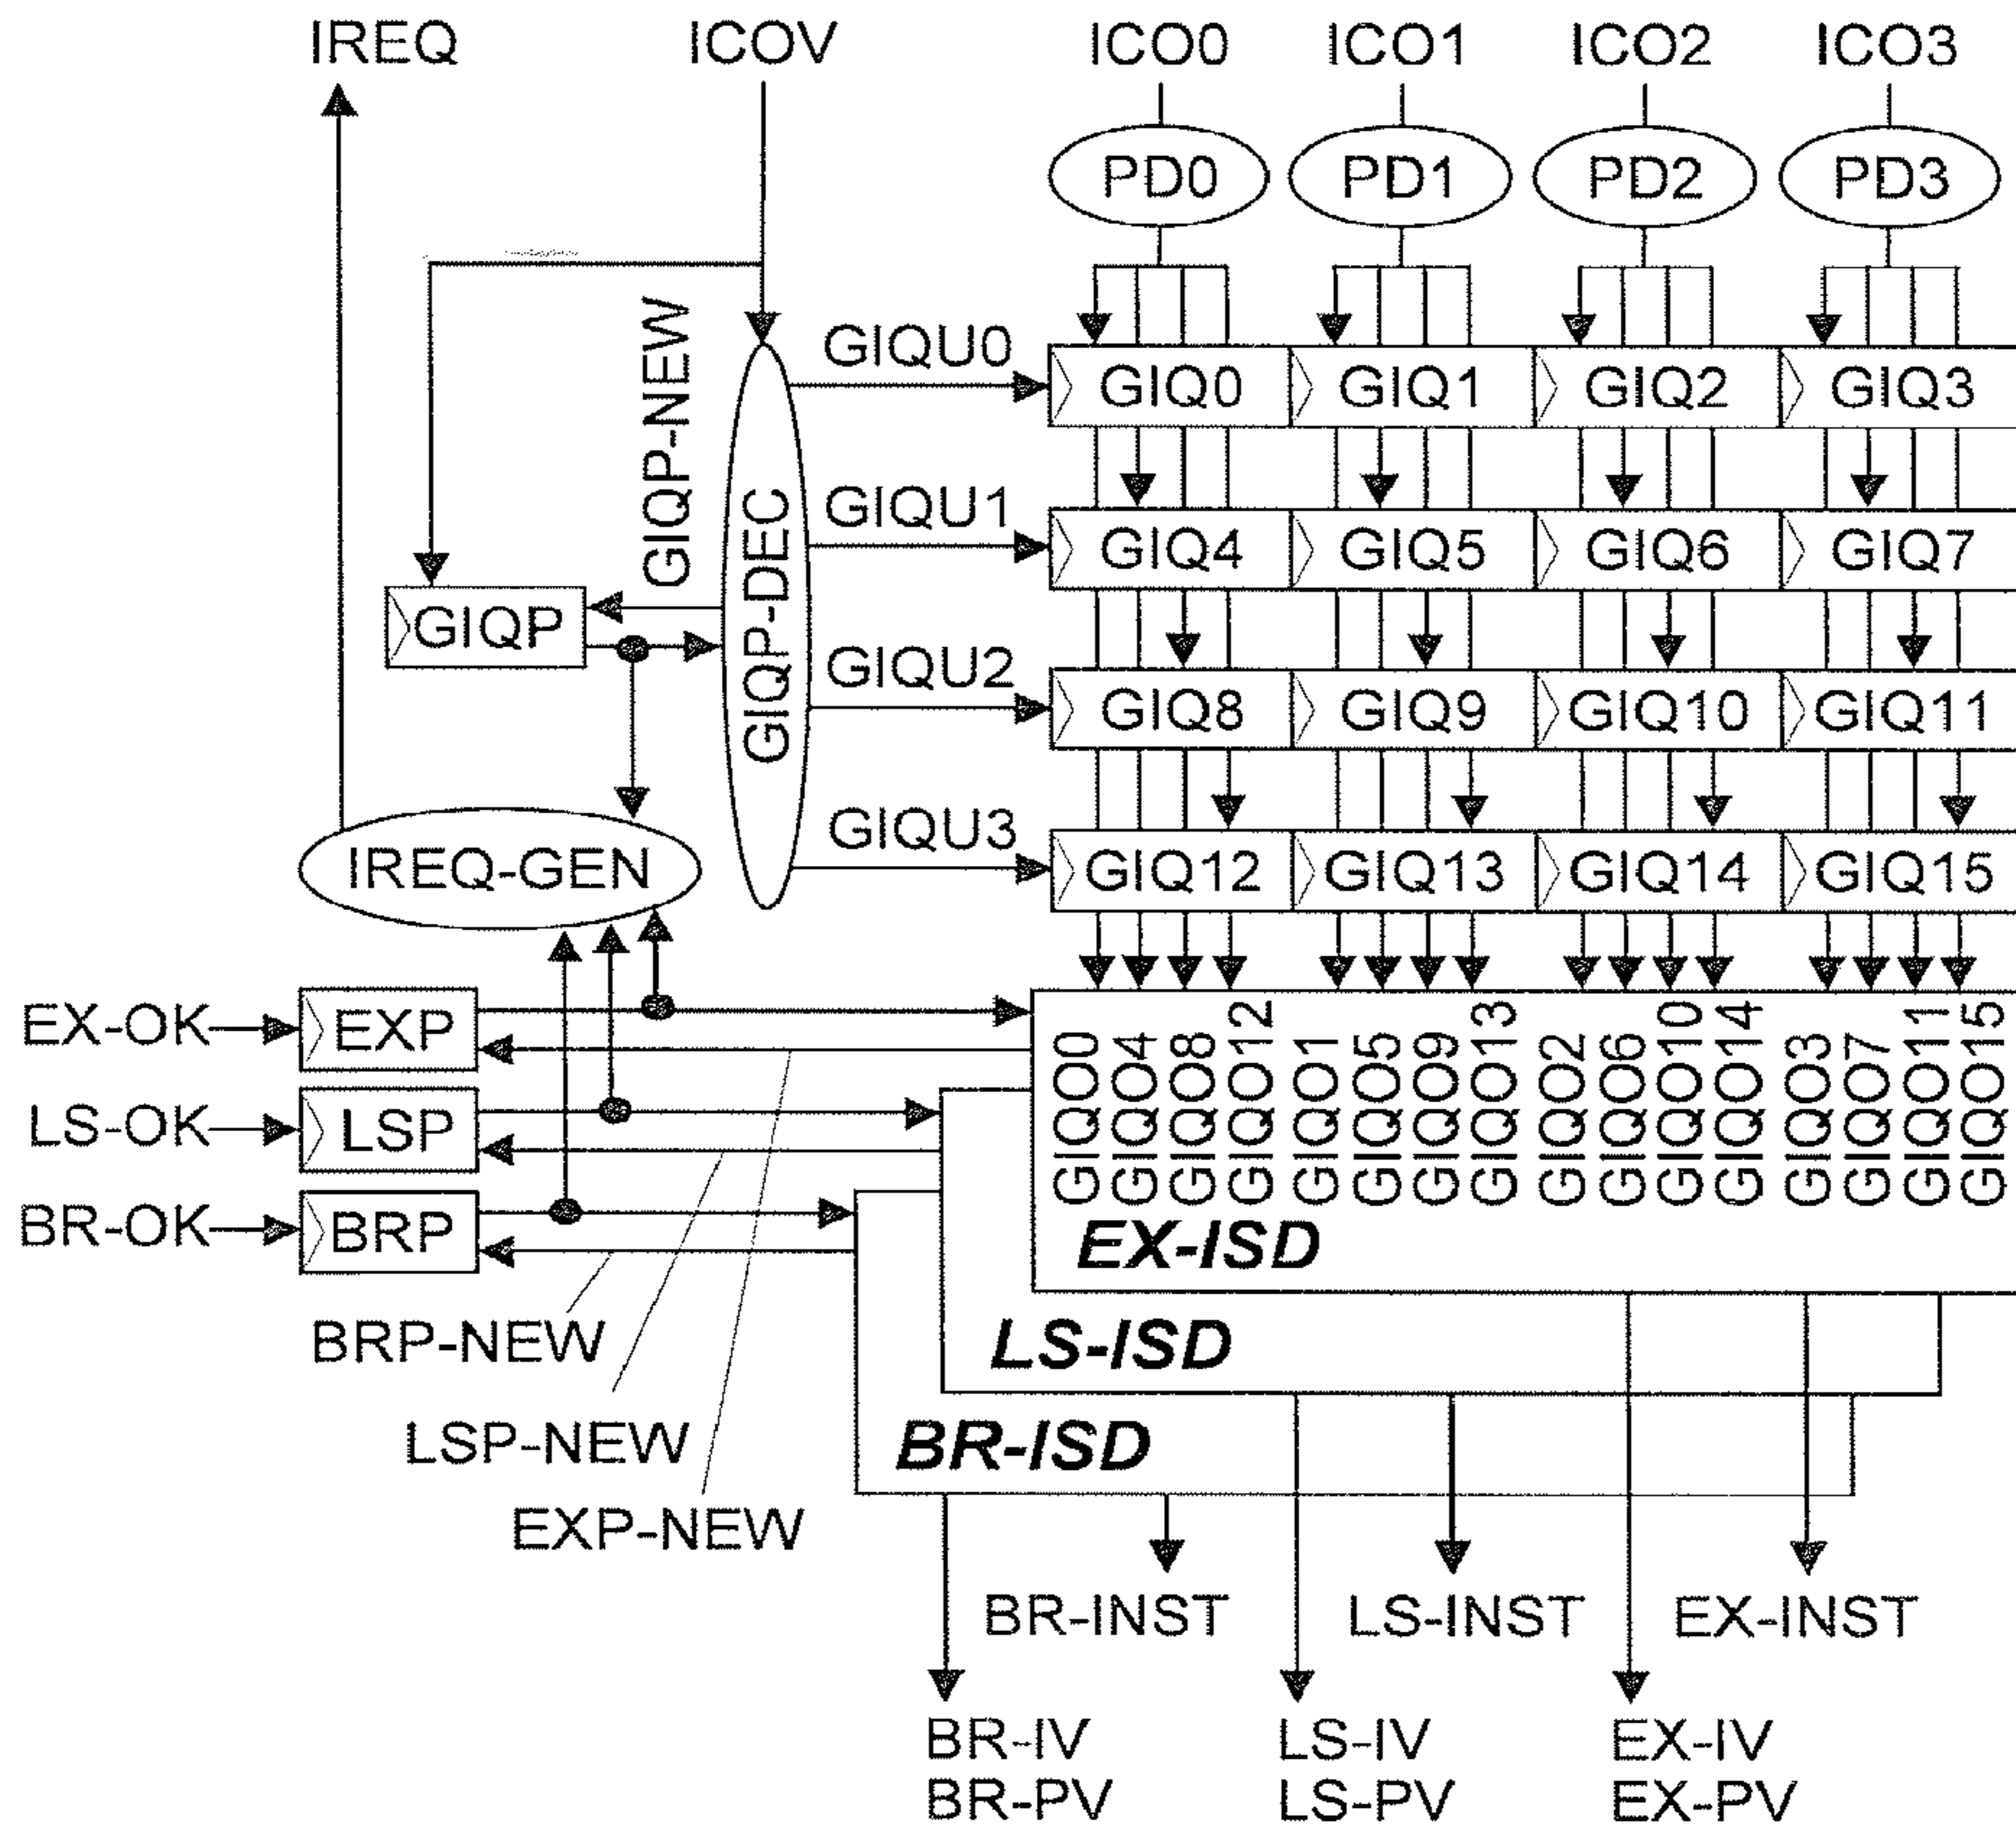 IREQ ICOV ICO0 ICO1 ICO2 ICO3
PD0 PD1 PD2 PD3
GIQP-NEW
GIQU0 GIQ0 GIQ1 GIQ2 GIQ3
GIQP-DEC
GIQU1 GIQ4 GIQ5 GIQ6 GIQ7
GIQP
GIQU2 GIQ8 GIQ9 GIQ10 GIQ11
GIQU3 GIQ12 GIQ13 GIQ14 GIQ15
IREQ-GEN
EX-OK EXP
LS-OK LSP
BR-OK BRP
GIQO0
GIQO4
GIQO8
GIQO12
GIQO1
GIQO5
GIQO9
GIQO13
GIQO2
GIQO6
GIQO10
GIQO14
GIQO3
GIQO7
GIQO11
GIQO15
EX-ISD
BRP-NEW LS-ISD
LSP-NEW BR-ISD
EXP-NEW
BR-INST LS-INST EX-INST
BR-IV LS-IV EX-IV
BR-PV LS-PV EX-PV